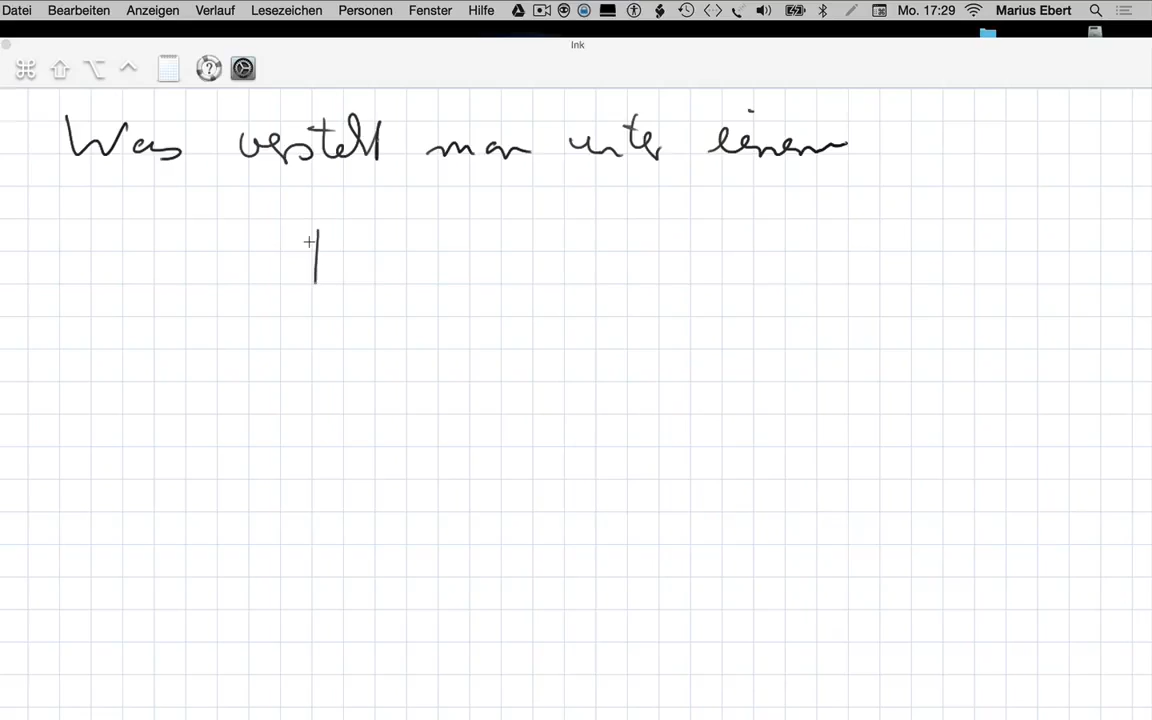 Datei Bearbeiten Anzeigen Verlauf Lesezeichen Personen Fenster Hilfe Mo. 17:29 Marius Ebert
Ink
Was versteht man unter einem